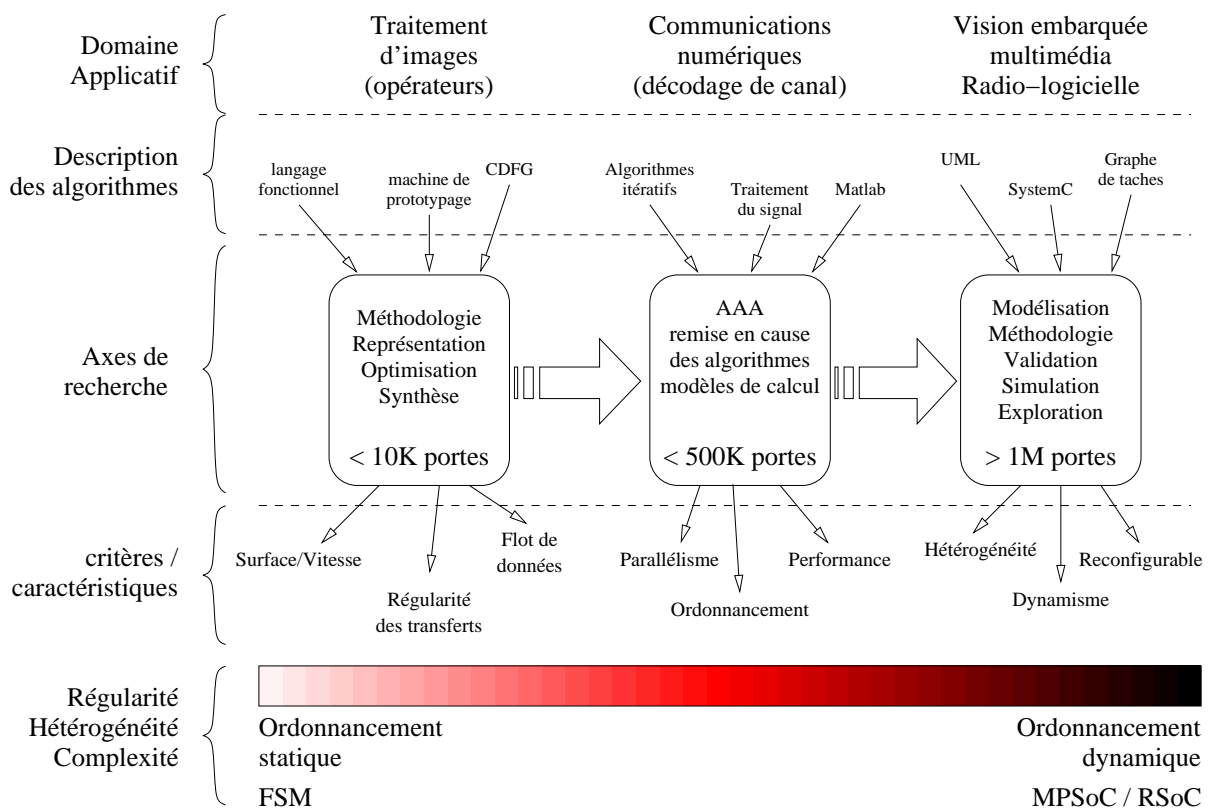 Domaine
Applicatif
Traitement
d'images
(opérateurs)
Communications
numériques
(décodage de canal)
Vision embarquée
multimédia
Radio−logicielle
Description
des algorithmes
langage
fonctionnel
machine de
prototypage
CDFG
Algorithmes
itératifs
Traitement
du signal
Matlab
UML
SystemC
Graphe
de taches
Axes de
recherche
Méthodologie
Représentation
Optimisation
Synthèse
< 10K portes
AAA
remise en cause
des algorithmes
modèles de calcul
< 500K portes
Modélisation
Méthodologie
Validation
Simulation
Exploration
> 1M portes
critères /
caractéristiques
Surface/Vitesse
Régularité
des transferts
Flot de
données
Parallélisme
Ordonnancement
Performance
Hétérogénéité
Dynamisme
Reconfigurable
Régularité
Hétérogénéité
Complexité
Ordonnancement
statique
FSM
Ordonnancement
dynamique
MPSoC / RSoC